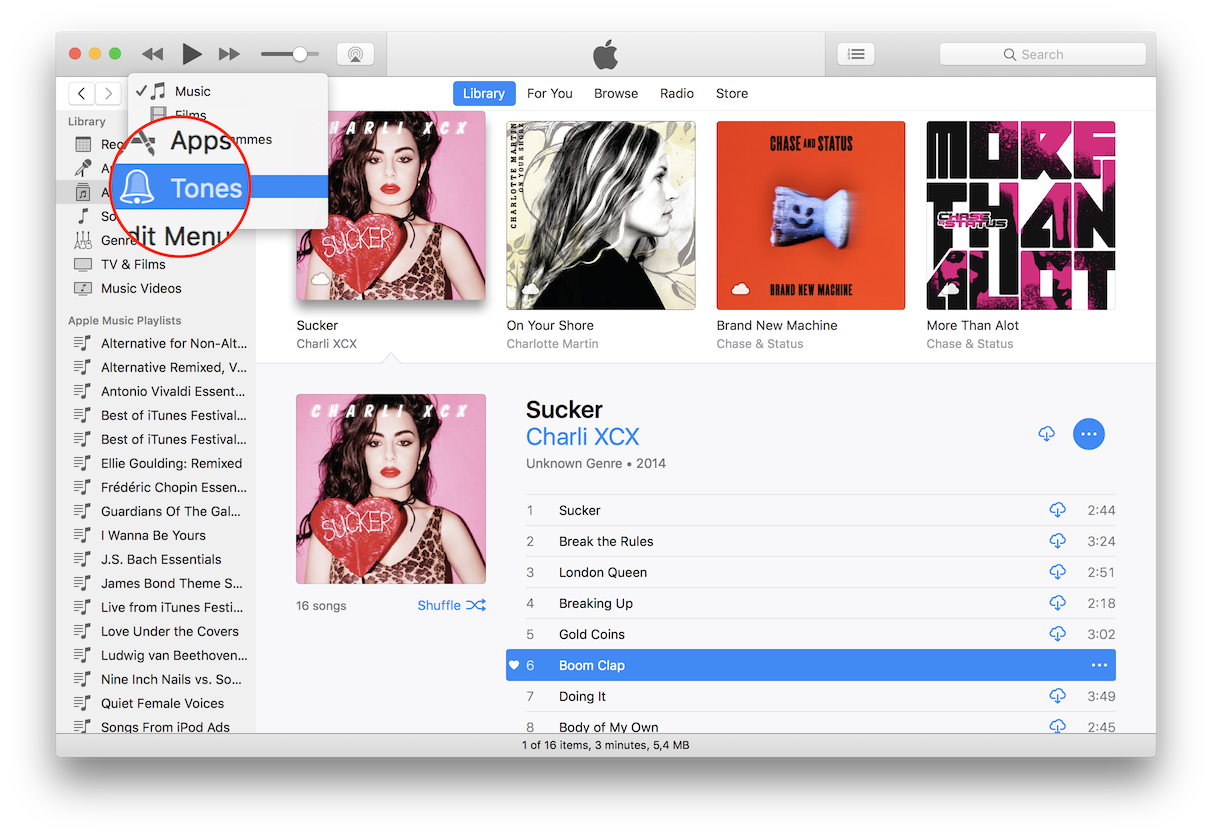 Search
Music
Films
Apps
mmes
Tones
dit Menu
Library
For You
Browse
Radio
Store
Library
Rec
A
A
So
Genre
TV & Films
Music Videos
Apple Music Playlists
Alternative for Non-Alt...
Alternative Remixed, V...
Antonio Vivaldi Essent...
Best of iTunes Festival...
Best of iTunes Festival...
Ellie Goulding: Remixed
Frédéric Chopin Essen...
Guardians Of The Gal...
I Wanna Be Yours
J.S. Bach Essentials
James Bond Theme S...
Live from iTunes Festi...
Love Under the Covers
Ludwig van Beethoven...
Nine Inch Nails vs. So...
Quiet Female Voices
Songs From iPod Ads
CHARLI XCX
SUCKER
Sucker
Charli XCX
CHARLOTTE MARTIN
ON YOUR SHORE
On Your Shore
Charlotte Martin
CHASE AND STATUS
BRAND NEW MACHINE
Brand New Machine
Chase & Status
MORE
THAN
ALOT
CHASE & STATUS
More Than Alot
Chase & Status
CHARLI XCX
SUCKER
16 songs
Shuffle
Sucker
Charli XCX
Unknown Genre • 2014
1 Sucker 2:44
2 Break the Rules 3:24
3 London Queen 2:51
4 Breaking Up 2:18
5 Gold Coins 3:02
6 Boom Clap
7 Doing It 3:49
8 Body of My Own 2:45
1 of 16 items, 3 minutes, 5,4 MB